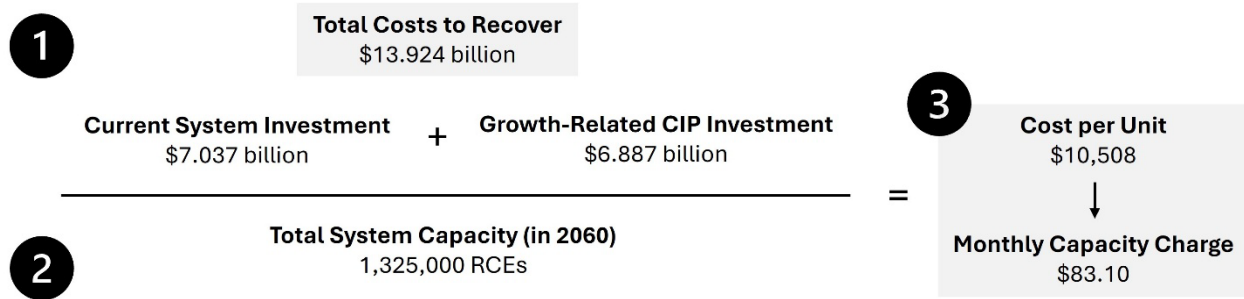 1
Total Costs to Recover
$13.924 billion
Current System Investment + Growth-Related CIP Investment
$7.037 billion $6.887 billion
2
Total System Capacity (in 2060)
1,325,000 RCEs
=
3
Cost per Unit
$10,508
↓
Monthly Capacity Charge
$83.10